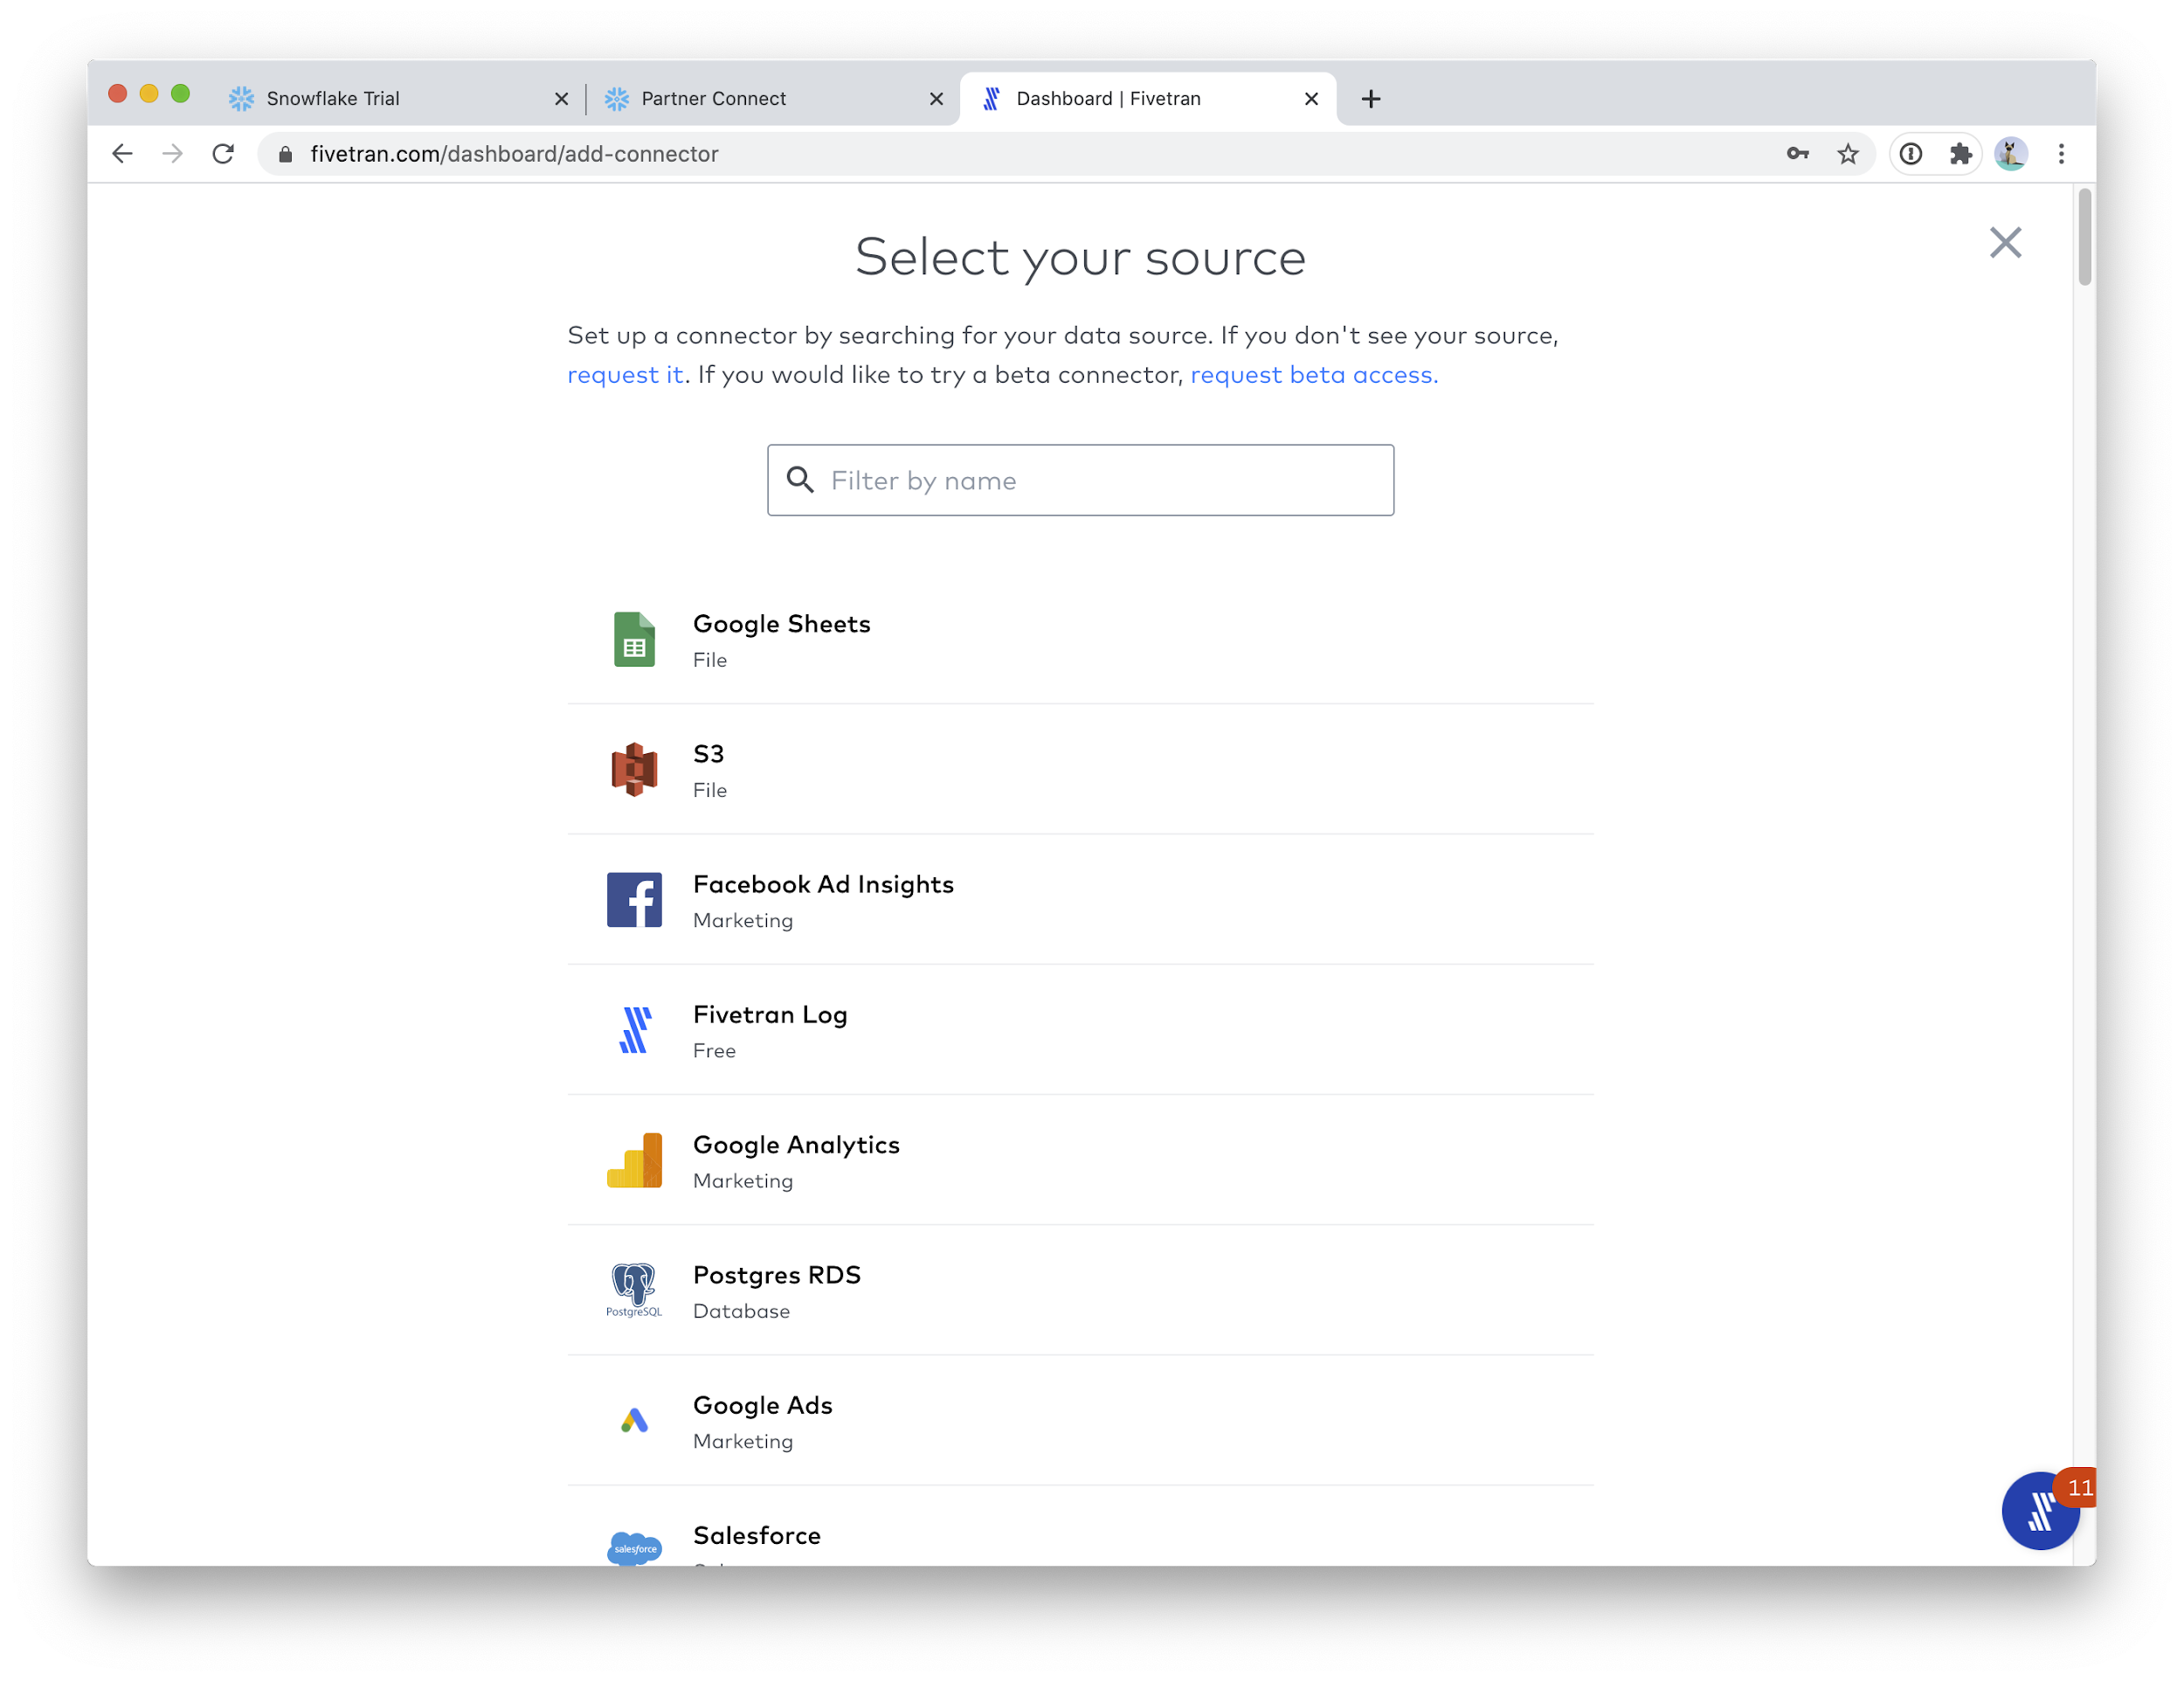 Snowflake Trial
Partner Connect
Dashboard | Fivetran
fivetran.com/dashboard/add-connector
Select your source
Set up a connector by searching for your data source. If you don't see your source,
request it. If you would like to try a beta connector, request beta access.
Filter by name
Google Sheets
File
S3
File
Facebook Ad Insights
Marketing
Fivetran Log
Free
Google Analytics
Marketing
Postgres RDS
PostgreSQL
Database
Google Ads
Marketing
11
Salesforce
salesforce